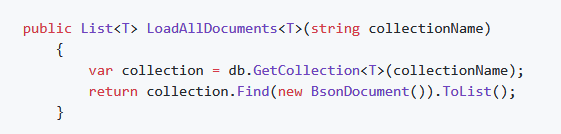 public List<T> LoadAllDocuments<T>(string collectionName)
{
var collection = db.GetCollection<T>(collectionName);
return collection.Find(new BsonDocument()).ToList();
}